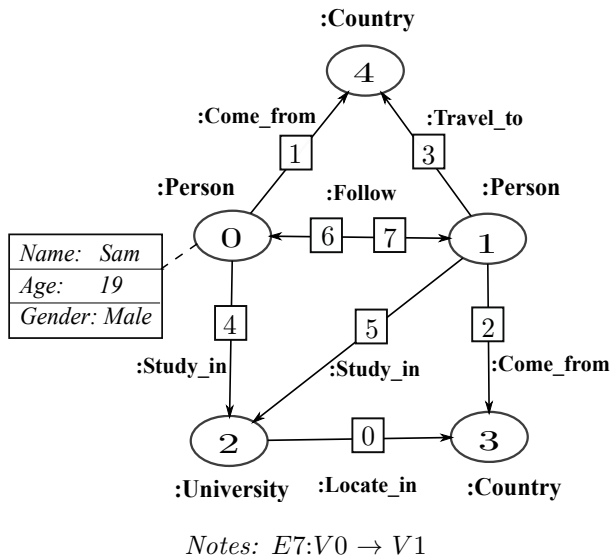 :Country
4
:Come_from
:Travel_to
1
3
:Person
:Follow
:Person
0
6
7
1
Name: Sam
Age: 19
Gender: Male
4
5
2
:Study_in
:Study_in
:Come_from
2
0
3
:University
:Locate_in
:Country
Notes: E7:V0 → V1